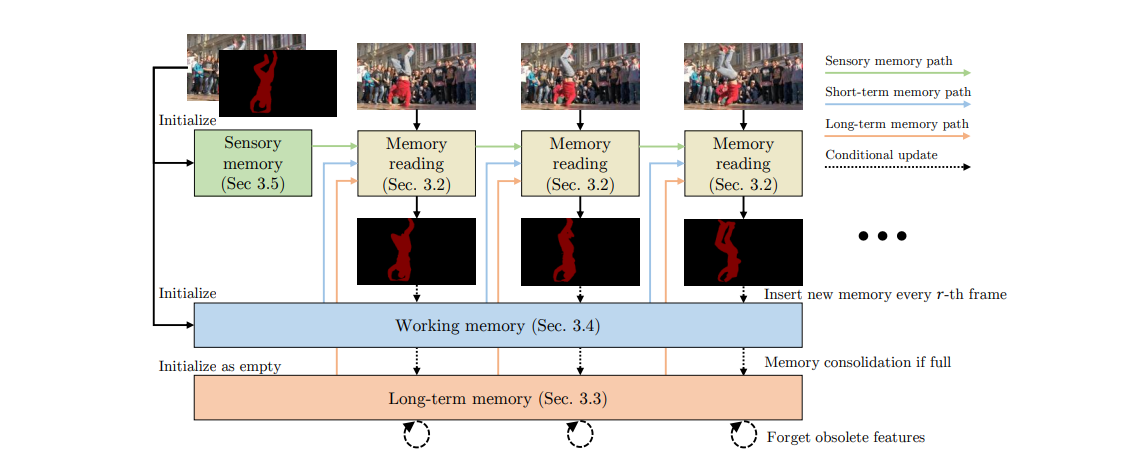 Sensory memory path
Short-term memory path
Initialize
Long-term memory path
Sensory
memory
(Sec 3.5)
Memory
reading
(Sec. 3.2)
Memory
reading
(Sec. 3.2)
Memory
reading
(Sec. 3.2)
Conditional update
Initialize
Insert new memory every r-th frame
Working memory (Sec. 3.4)
Initialize as empty
Memory consolidation if full
Long-term memory (Sec. 3.3)
Forget obsolete features